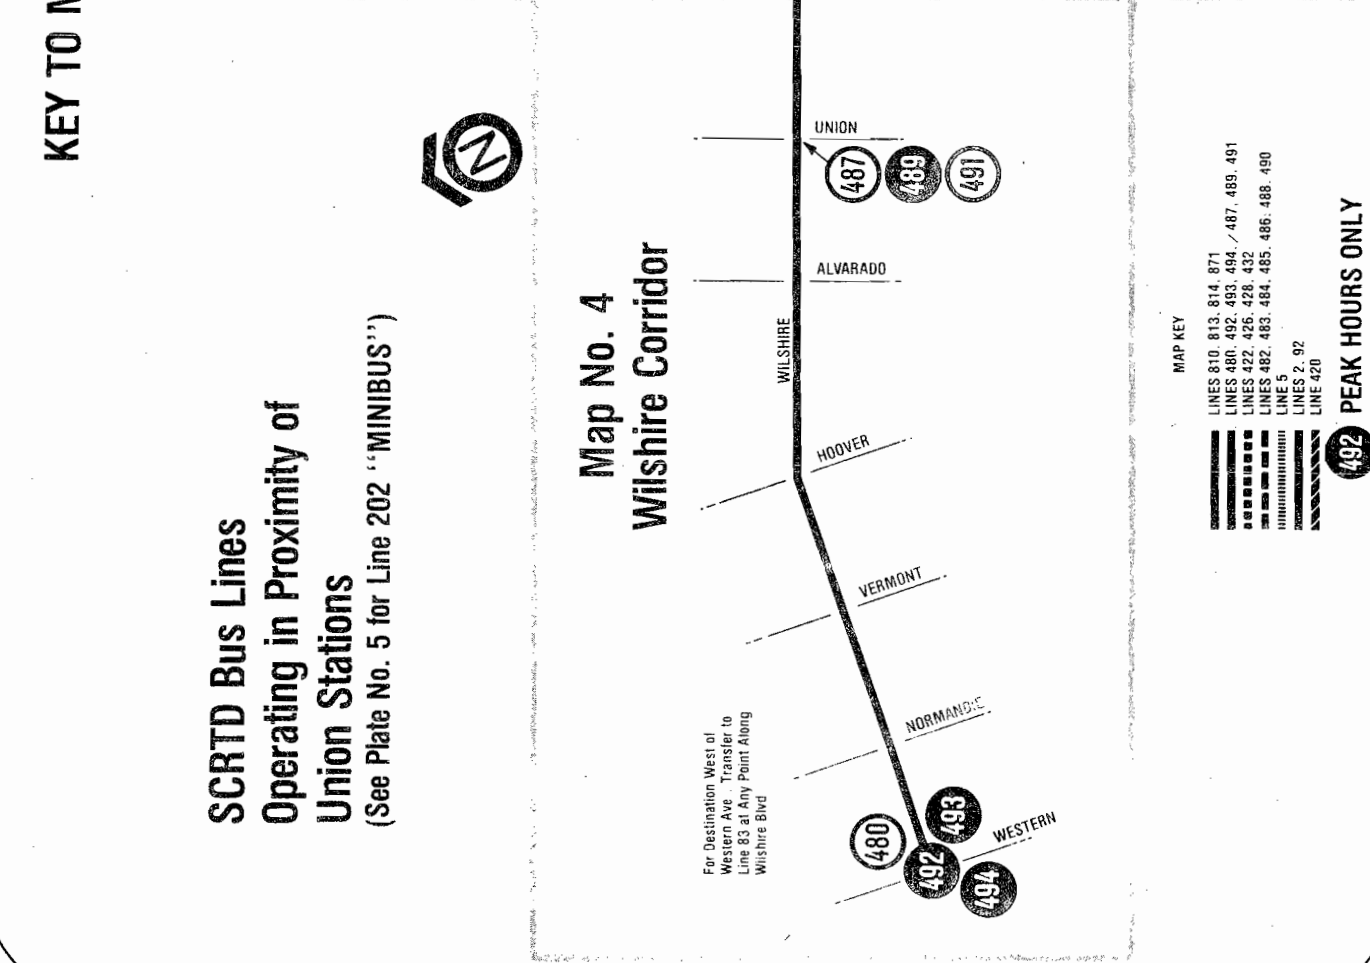 KEY TO
SCRTD Bus Lines
Operating in Proximity of
Union Stations
(See Plate No. 5 for Line 202 “MINIBUS”)
N
Map No. 4
Wilshire Corridor
For Destination West of
Western Ave., Transfer to
Line 83 at Any Point Along
Wilshire Blvd
WILSHIRE
UNION
487
489
491
ALVARADO
HOOVER
VERMONT
NORMANDIE
WESTERN
480
492
493
494
MAP KEY
LINES 810. 813. 814. 871
LINES 480. 492. 493. 494. / 487. 489. 491
LINES 422. 426. 428. 432
LINES 482. 483. 484. 485. 486. 488. 490
LINE 5
LINES 2. 92
LINE 420
492 PEAK HOURS ONLY